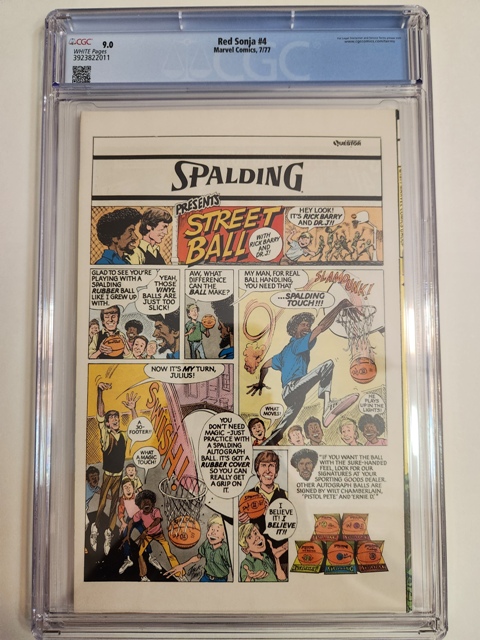 CGC 9.0
WHITE Pages
3923822011
Red Sonja #4
Marvel Comics, 7/77
QUESTOR
SPALDING
PRESENTS
STREET
BALL
WITH
RICK BARRY
AND
DR.J!
HEY LOOK!
IT'S RICK BARRY
AND DR.J!!
GLAD TO SEE YOU'RE
PLAYING WITH A
SPALDING
RUBBER BALL
LIKE I GREW UP
WITH.
YEAH,
THOSE
VINYL
BALLS ARE
JUST TOO
SLICK!
AW, WHAT
DIFFERENCE
CAN THE
BALL MAKE?
MY MAN, FOR REAL
BALL HANDLING,
YOU NEED THAT
...SPALDING
TOUCH!!!
WHAT
MOVES!
HE
PLAYS
UP IN THE
LIGHTS!
NOW IT'S MY TURN,
JULIUS!
A
30-
FOOTER!
WHAT
A MAGIC
TOUCH!
YOU
DON'T NEED
MAGIC-JUST
PRACTICE WITH
A SPALDING
AUTOGRAPH
BALL. IT'S GOT A
RUBBER COVER
SO YOU CAN
REALLY GET
A GRIP ON
IT.
I
BELIEVE
IT! I
BELIEVE
IT!!
"IF YOU WANT THE BALL
WITH THE SURE-HANDED
FEEL, LOOK FOR OUR
SIGNATURES AT YOUR
SPORTING GOODS DEALER.
OTHER AUTOGRAPH BALLS ARE
SIGNED BY WILT CHAMBERLAIN,
"PISTOL PETE" AND "ERNIE D."